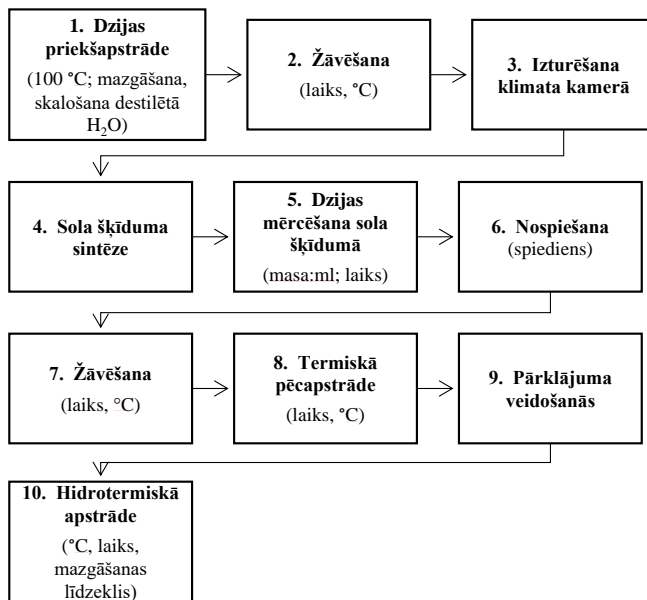 1. Dzijas
priekšapstrāde
(100 °C; mazgāšana,
skalošana destilētā
H₂O)
2. Žāvēšana
(laiks, °C)
3. Izturēšana
klimata kamerā
4. Sola šķīduma
sintēze
5. Dzijas
mērcēšana sola
šķīdumā
(masa:ml; laiks)
6. Nospiešana
(spiediens)
7. Žāvēšana
(laiks, °C)
8. Termiskā
pēcapstrāde
(laiks, °C)
9. Pārklājuma
veidošanās
10. Hidrotermiskā
apstrāde
(°C, laiks,
mazgāšanas
līdzeklis)